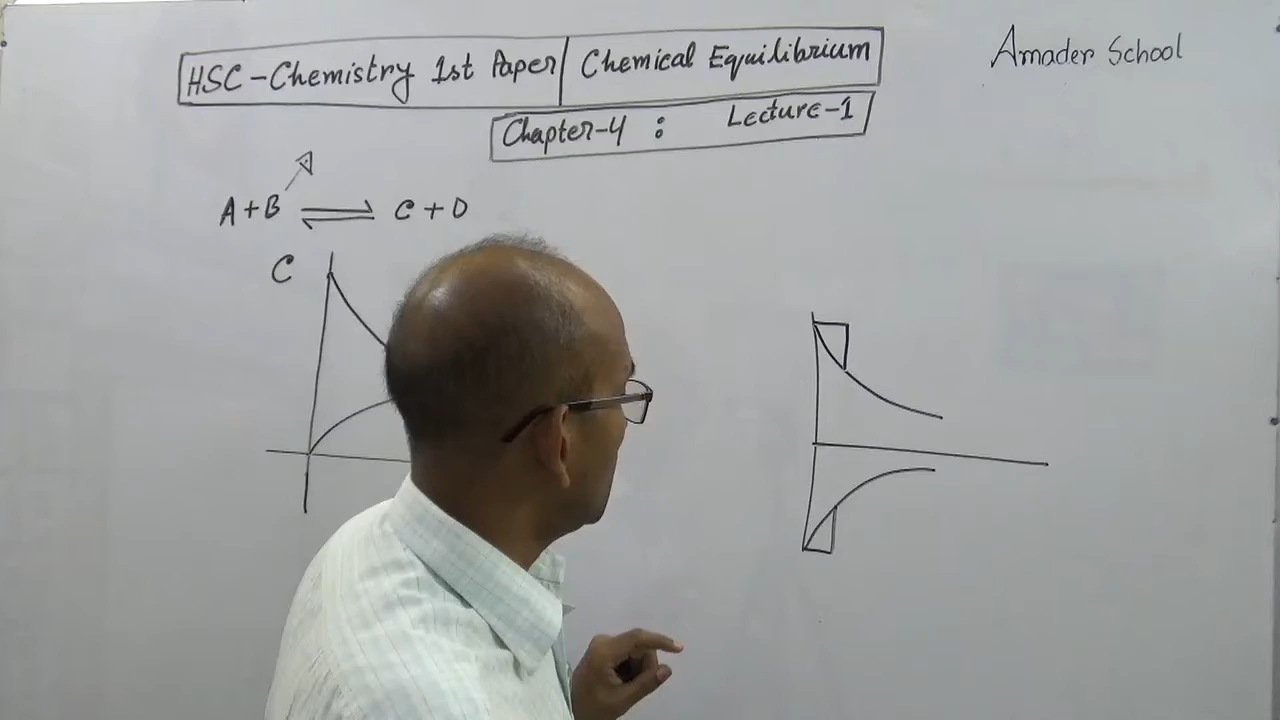 HSC-Chemistry 1st Paper Chemical Equilibrium
Amader School
Chapter-4 : Lecture-1
A+B ⇌ C+D
C